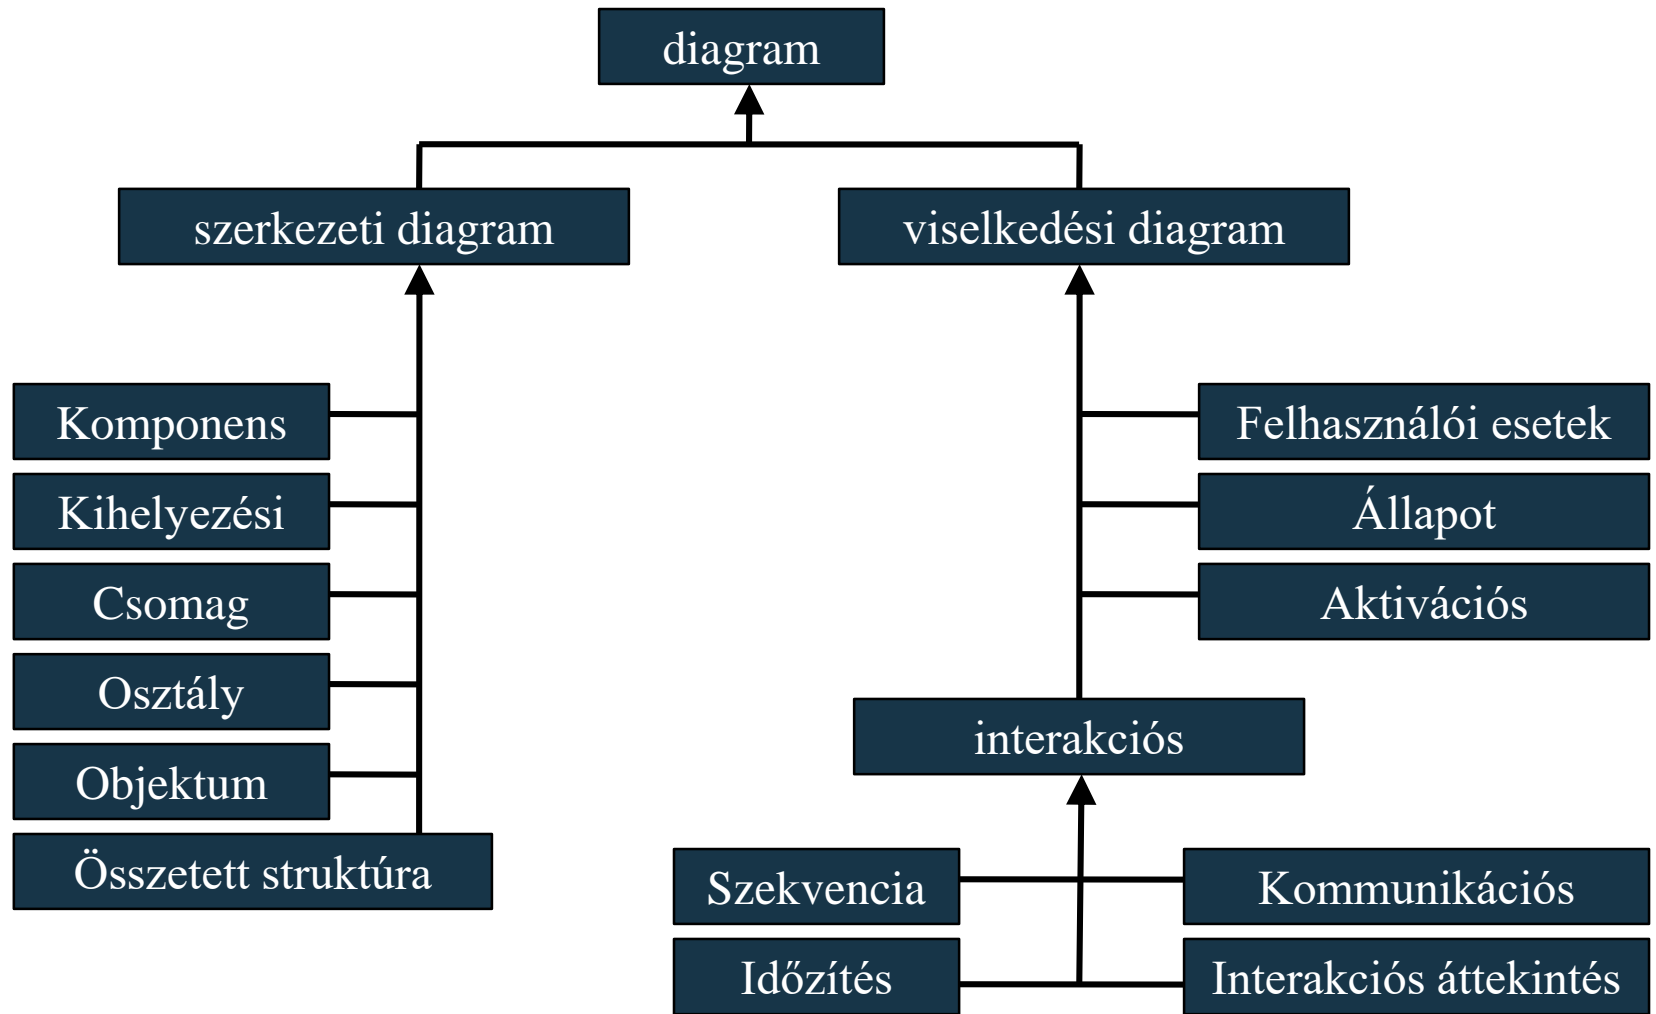 diagram
szerkezeti diagram
viselkedési diagram
Komponens
Kihelyezési
Csomag
Osztály
Objektum
Összetett struktúra
Felhasználói esetek
Állapot
Aktivációs
interakciós
Szekvencia
Kommunikációs
Időzítés
Interakciós áttekintés